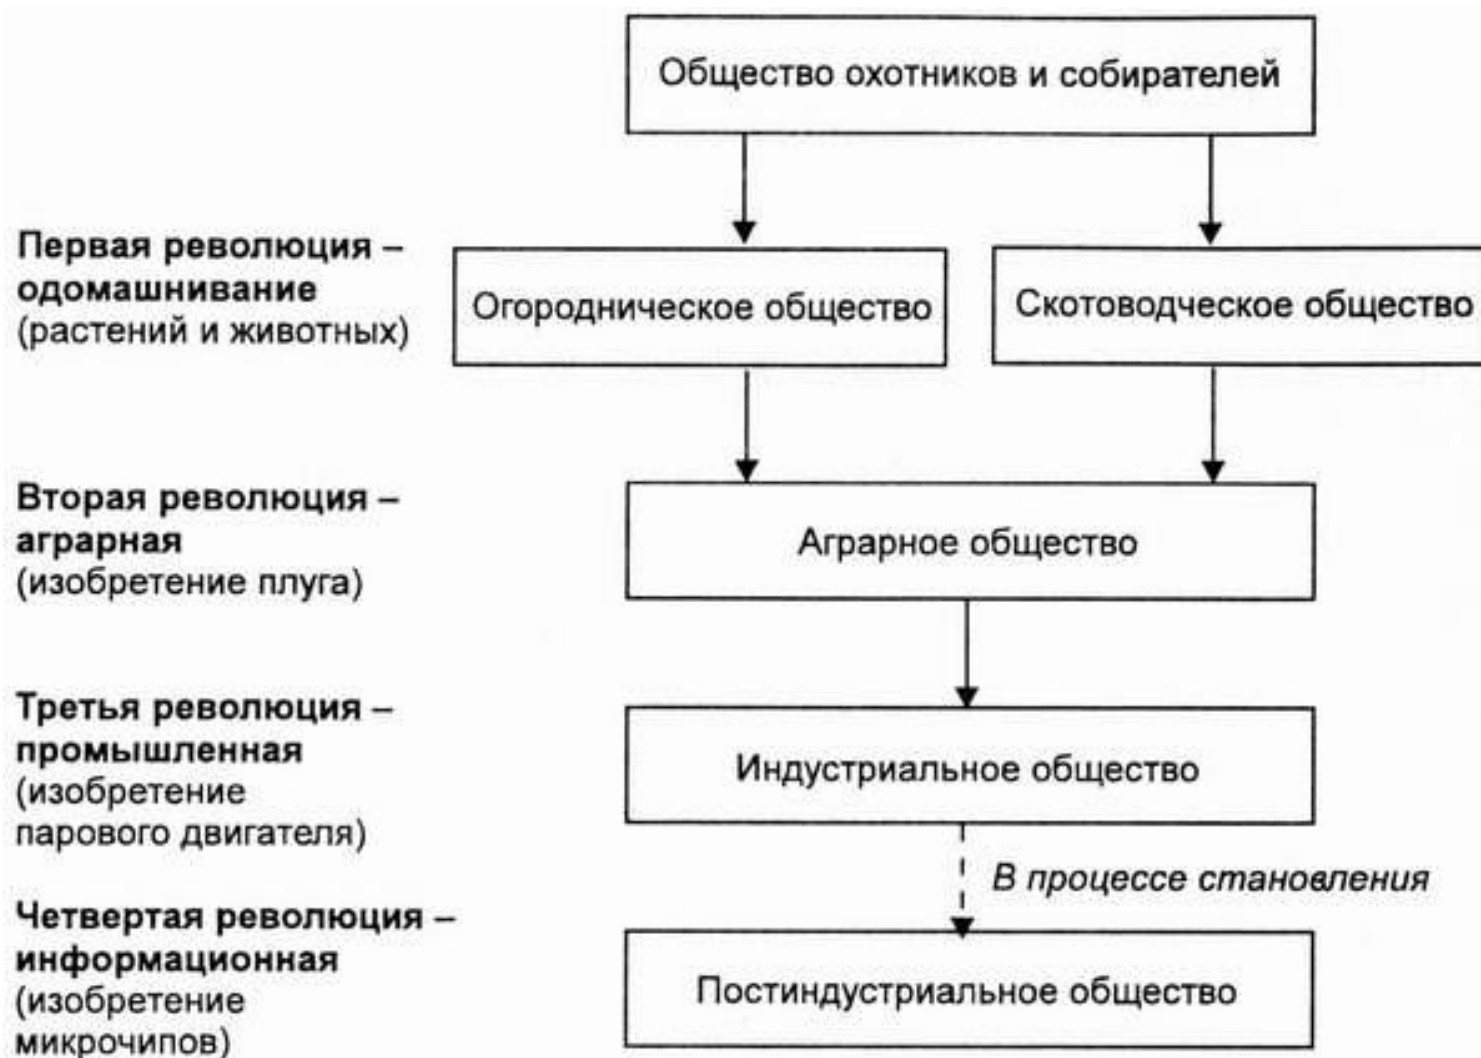 Общество охотников и собирателей
Первая революция –
одомашнивание
(растений и животных)
Огородническое общество
Скотоводческое общество
Вторая революция –
аграрная
(изобретение плуга)
Аграрное общество
Третья революция –
промышленная
(изобретение
парового двигателя)
Индустриальное общество
В процессе становления
Четвертая революция –
информационная
(изобретение
микрочипов)
Постиндустриальное общество